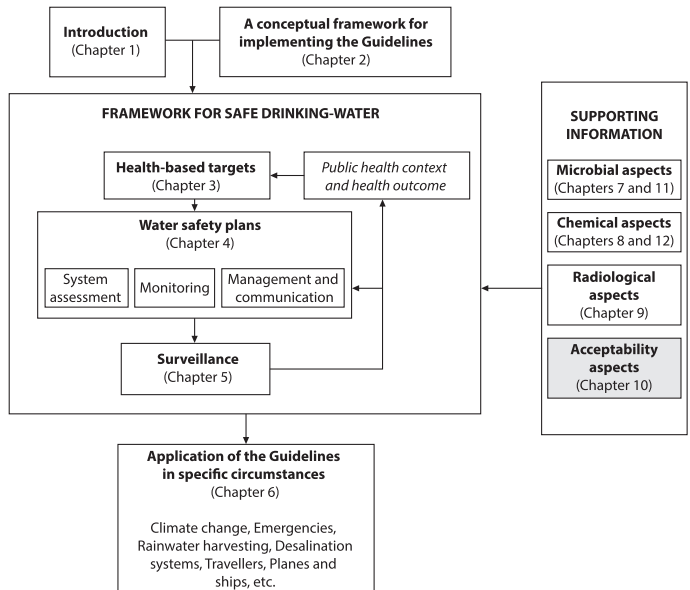 Introduction
(Chapter 1)
A conceptual framework for
implementing the Guidelines
(Chapter 2)
FRAMEWORK FOR SAFE DRINKING-WATER
Health-based targets
(Chapter 3)
Public health context
and health outcome
Water safety plans
(Chapter 4)
System
assessment
Monitoring
Management and
communication
Surveillance
(Chapter 5)
SUPPORTING
INFORMATION
Microbial aspects
(Chapters 7 and 11)
Chemical aspects
(Chapters 8 and 12)
Radiological
aspects
(Chapter 9)
Acceptability
aspects
(Chapter 10)
Application of the Guidelines
in specific circumstances
(Chapter 6)
Climate change, Emergencies,
Rainwater harvesting, Desalination
systems, Travellers, Planes and
ships, etc.